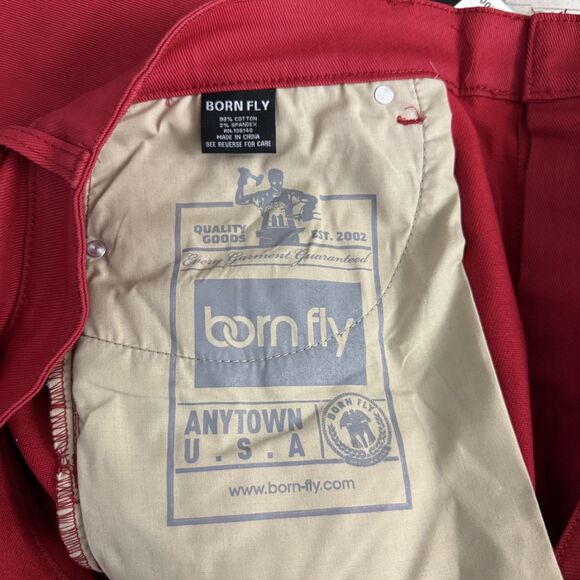 BORN FLY
98% COTTON
2% SPANDEX
RN.138140
MADE IN CHINA
SEE REVERSE FOR CARE
QUALITY GOODS
EST. 2002
Every Garment Guaranteed
born fly
ANYTOWN
U.S.A
BORN FLY
www.born-fly.com